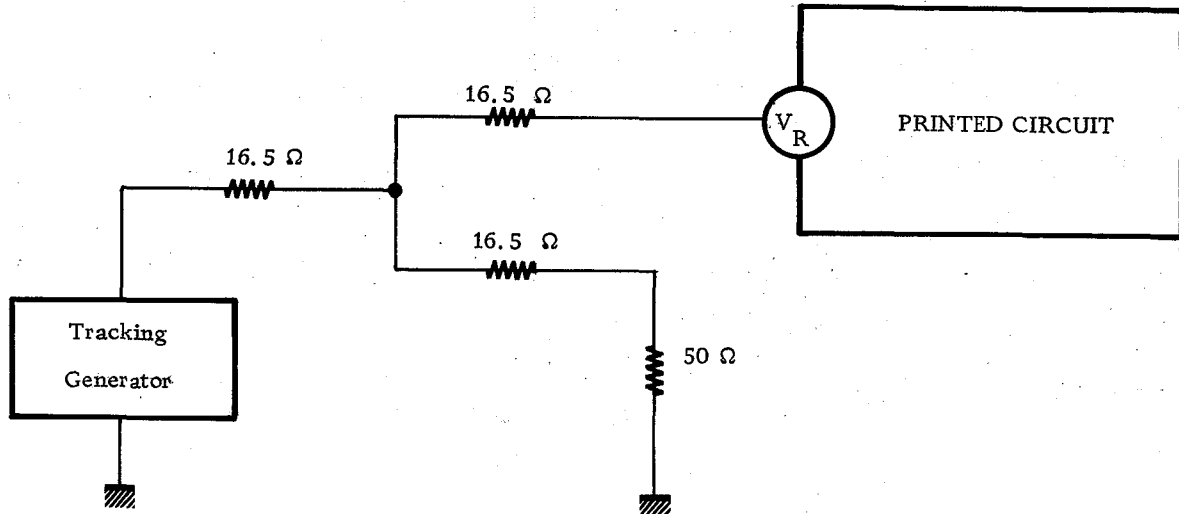 16.5 Ω
V
R
PRINTED CIRCUIT
16.5 Ω
16.5 Ω
50 Ω
Tracking
Generator